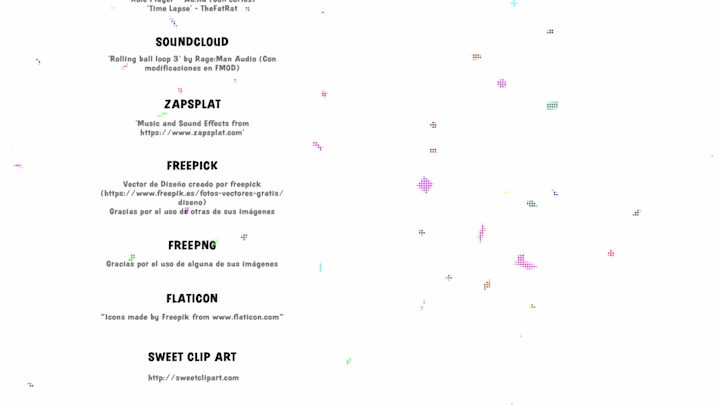 'Time Lapse' - TheFatRat
SOUNDCLOUD
'Rolling ball loop 3' by Rage:Man Audio (Con
modificaciones en FMOD)
ZAPSPLAT
'Music and Sound Effects from
https://www.zapsplat.com'
FREEPICK
Vector de Diseño creado por freepick
(https://www.freepik.es/fotos-vectores-gratis/
diseno)
Gracias por el uso de otras de sus imágenes
FREEPNG
Gracias por el uso de alguna de sus imágenes
FLATICON
"Icons made by Freepik from www.flaticon.com"
SWEET CLIP ART
http://sweetclipart.com